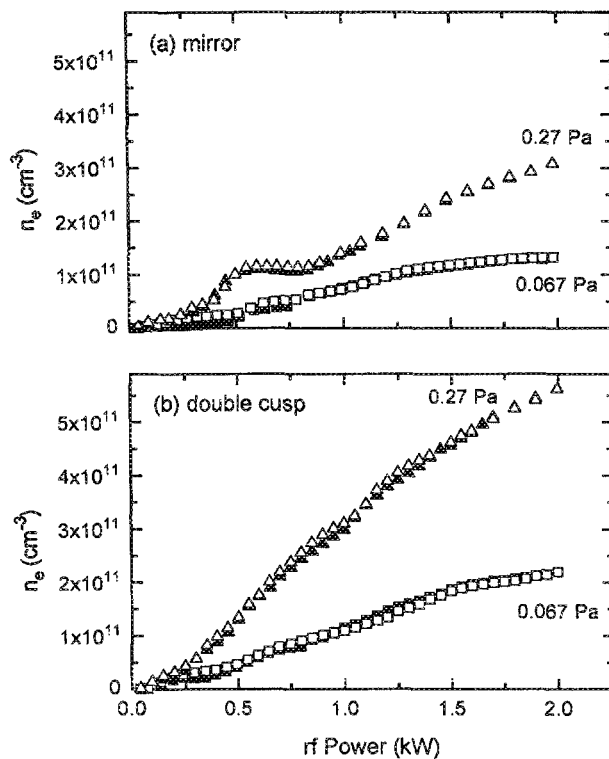 (a) mirror
5x10¹¹
4x10¹¹
3x10¹¹
2x10¹¹
1x10¹¹
0
nₑ (cm⁻³)
0.27 Pa
0.067 Pa
(b) double cusp
5x10¹¹
4x10¹¹
3x10¹¹
2x10¹¹
1x10¹¹
0
nₑ (cm⁻³)
0.27 Pa
0.067 Pa
0.0 0.5 1.0 1.5 2.0
rf Power (kW)